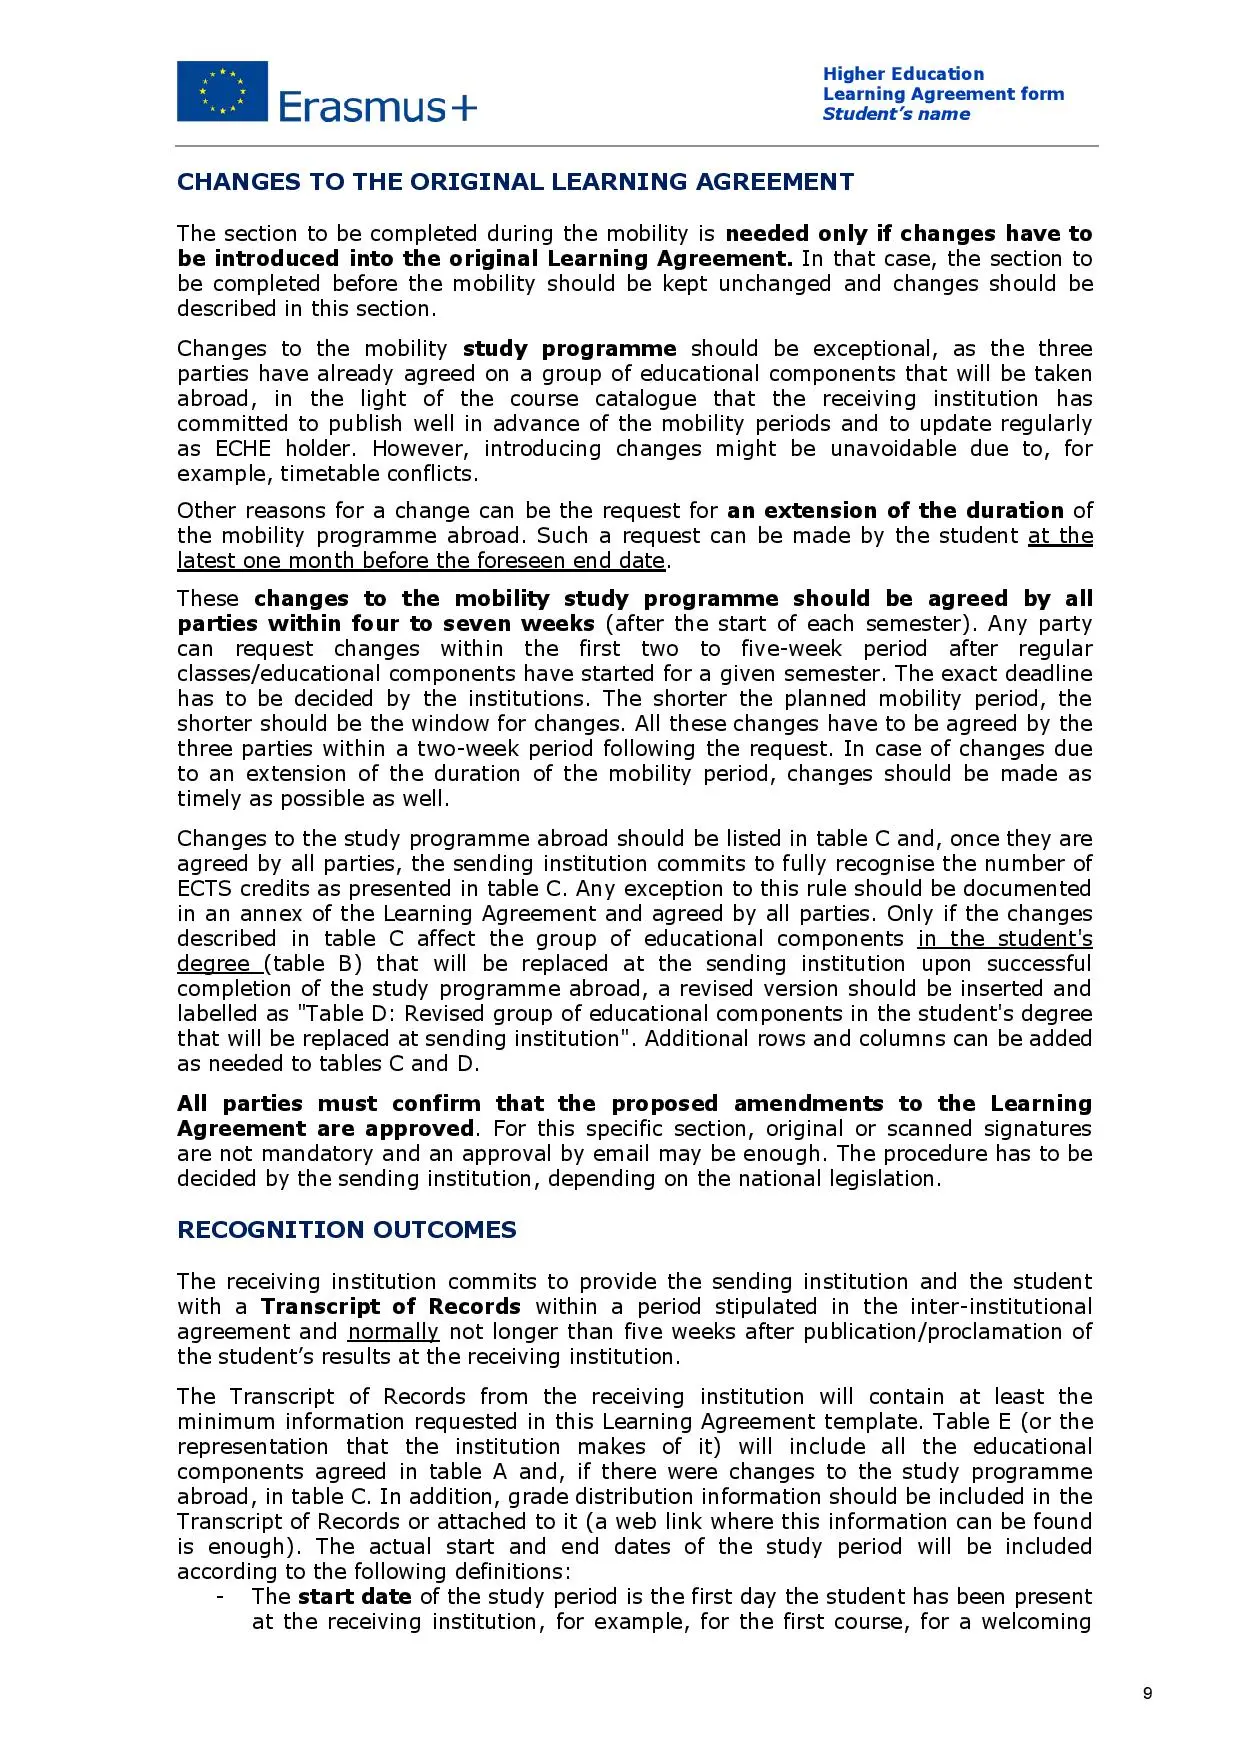 Erasmus+
Higher Education
Learning Agreement form
Student’s name
CHANGES TO THE ORIGINAL LEARNING AGREEMENT
The section to be completed during the mobility is needed only if changes have to
be introduced into the original Learning Agreement. In that case, the section to
be completed before the mobility should be kept unchanged and changes should be
described in this section.
Changes to the mobility study programme should be exceptional, as the three
parties have already agreed on a group of educational components that will be taken
abroad, in the light of the course catalogue that the receiving institution has
committed to publish well in advance of the mobility periods and to update regularly
as ECHE holder. However, introducing changes might be unavoidable due to, for
example, timetable conflicts.
Other reasons for a change can be the request for an extension of the duration of
the mobility programme abroad. Such a request can be made by the student at the
latest one month before the foreseen end date.
These changes to the mobility study programme should be agreed by all
parties within four to seven weeks (after the start of each semester). Any party
can request changes within the first two to five-week period after regular
classes/educational components have started for a given semester. The exact deadline
has to be decided by the institutions. The shorter the planned mobility period, the
shorter should be the window for changes. All these changes have to be agreed by the
three parties within a two-week period following the request. In case of changes due
to an extension of the duration of the mobility period, changes should be made as
timely as possible as well.
Changes to the study programme abroad should be listed in table C and, once they are
agreed by all parties, the sending institution commits to fully recognise the number of
ECTS credits as presented in table C. Any exception to this rule should be documented
in an annex of the Learning Agreement and agreed by all parties. Only if the changes
described in table C affect the group of educational components in the student's
degree (table B) that will be replaced at the sending institution upon successful
completion of the study programme abroad, a revised version should be inserted and
labelled as "Table D: Revised group of educational components in the student's degree
that will be replaced at sending institution". Additional rows and columns can be added
as needed to tables C and D.
All parties must confirm that the proposed amendments to the Learning
Agreement are approved. For this specific section, original or scanned signatures
are not mandatory and an approval by email may be enough. The procedure has to be
decided by the sending institution, depending on the national legislation.
RECOGNITION OUTCOMES
The receiving institution commits to provide the sending institution and the student
with a Transcript of Records within a period stipulated in the inter-institutional
agreement and normally not longer than five weeks after publication/proclamation of
the student’s results at the receiving institution.
The Transcript of Records from the receiving institution will contain at least the
minimum information requested in this Learning Agreement template. Table E (or the
representation that the institution makes of it) will include all the educational
components agreed in table A and, if there were changes to the study programme
abroad, in table C. In addition, grade distribution information should be included in the
Transcript of Records or attached to it (a web link where this information can be found
is enough). The actual start and end dates of the study period will be included
according to the following definitions:
- The start date of the study period is the first day the student has been present
at the receiving institution, for example, for the first course, for a welcoming
9